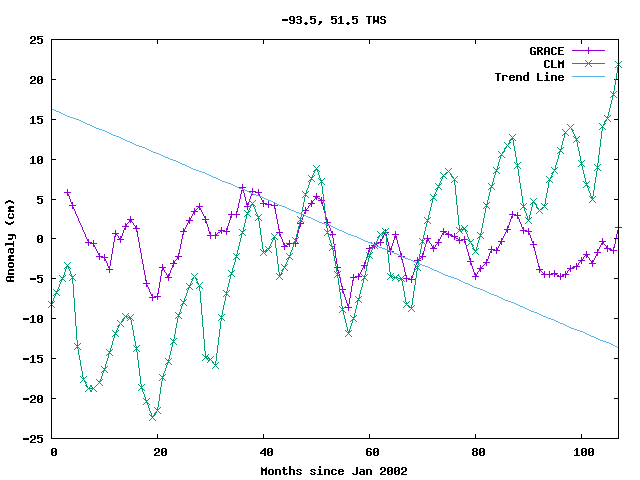 -93.5, 51.5 TWS
GRACE
CLM
Trend Line
25
20
15
10
5
0
-5
-10
-15
-20
-25
Anomaly (cm)
0 20 40 60 80 100
Months since Jan 2002